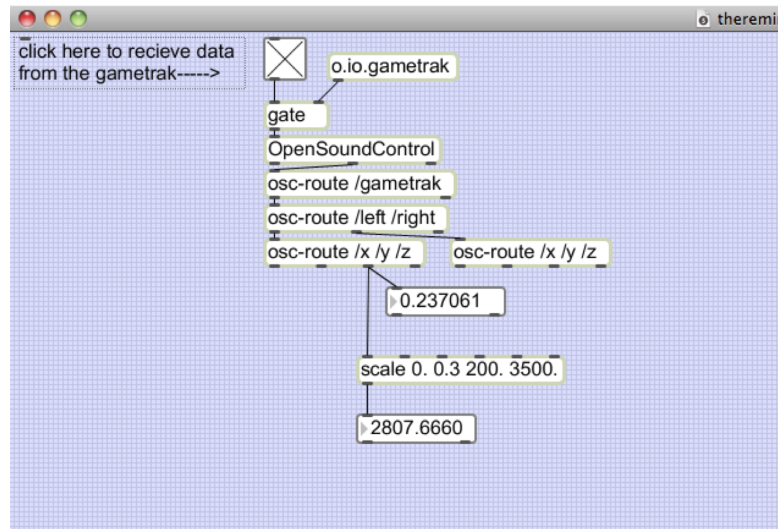 theremi
click here to recieve data
from the gametrak----->
o.io.gametrak
gate
OpenSoundControl
osc-route /gametrak
osc-route /left /right
osc-route /x /y /z
osc-route /x /y /z
0.237061
scale 0. 0.3 200. 3500.
2807.6660